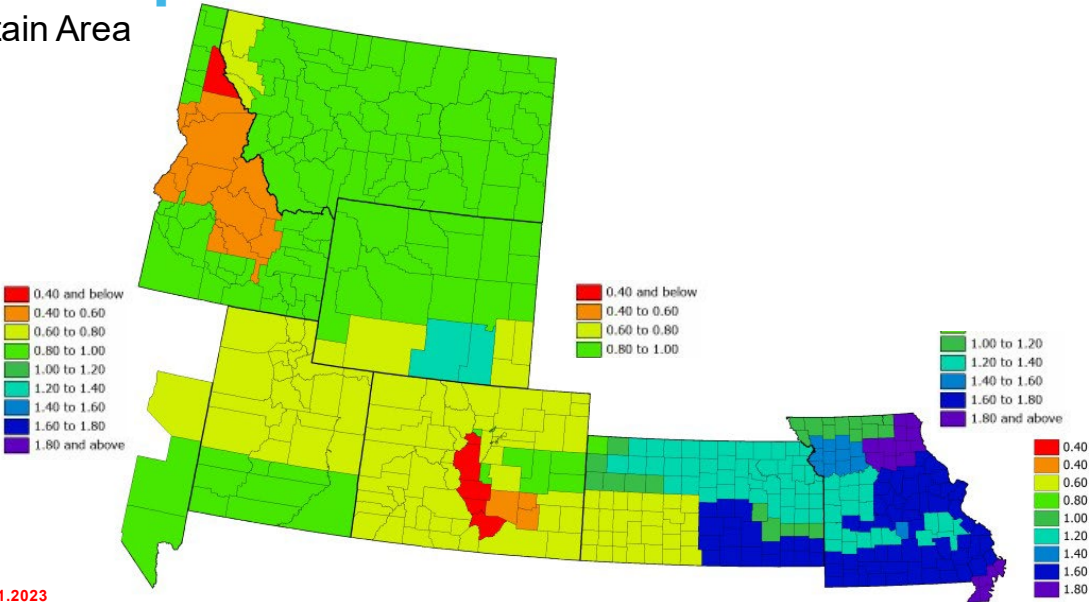 Area
0.40 and below
0.40 to 0.60
0.60 to 0.80
0.80 to 1.00
1.00 to 1.20
1.20 to 1.40
1.40 to 1.60
1.60 to 1.80
1.80 and above
0.40 and below
0.40 to 0.60
0.60 to 0.80
0.80 to 1.00
1.00 to 1.20
1.20 to 1.40
1.40 to 1.60
1.60 to 1.80
1.80 and above
0.40
0.40
0.60
0.80
1.00
1.20
1.40
1.60
1.80
1.2023